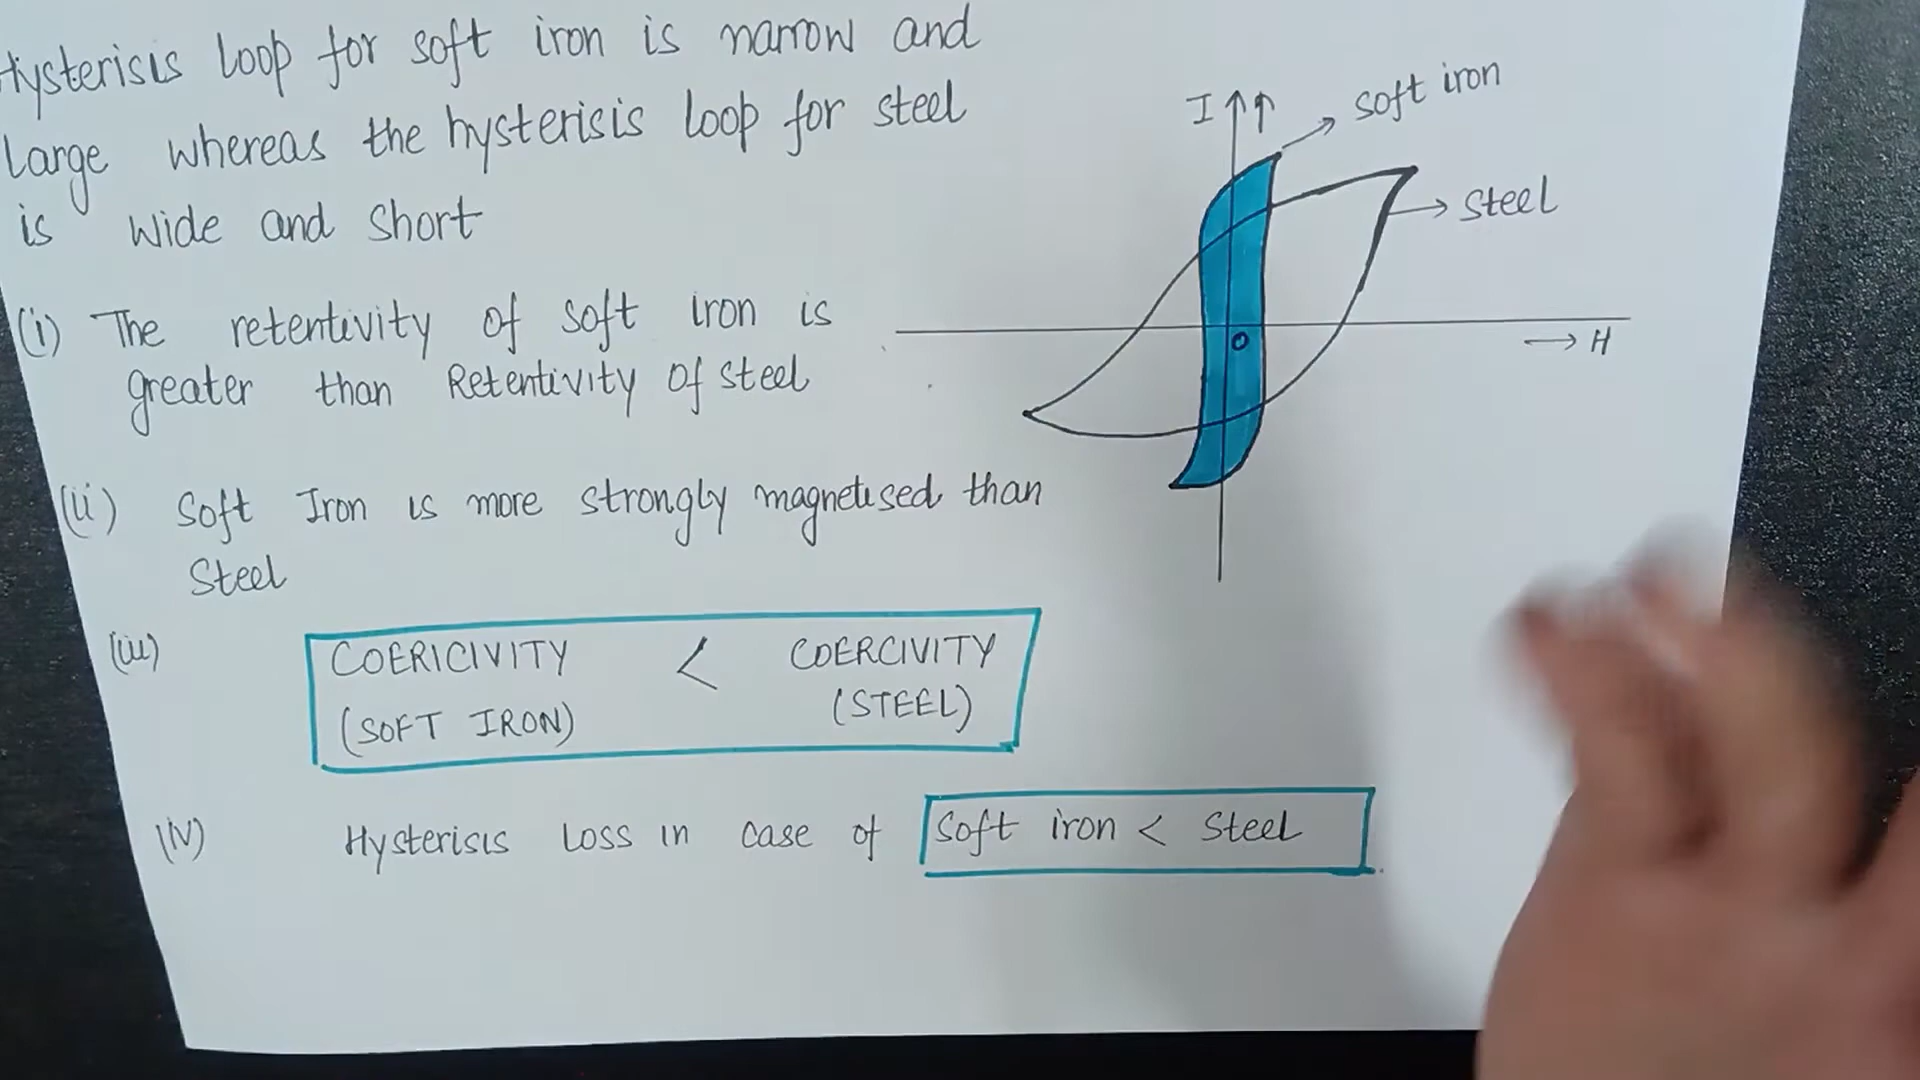 Hysterisis loop for soft iron is narrow and
large whereas the hysterisis loop for steel
is wide and short
(i) The retentivity of soft iron is
greater than Retentivity of steel
(ii) Soft Iron is more strongly magnetised than
Steel
(iii) COERICIVITY < COERCIVITY
(SOFT IRON) (STEEL)
(iv) Hysterisis Loss in case of Soft iron < Steel
I ↑↑
soft iron
steel
O
→ H